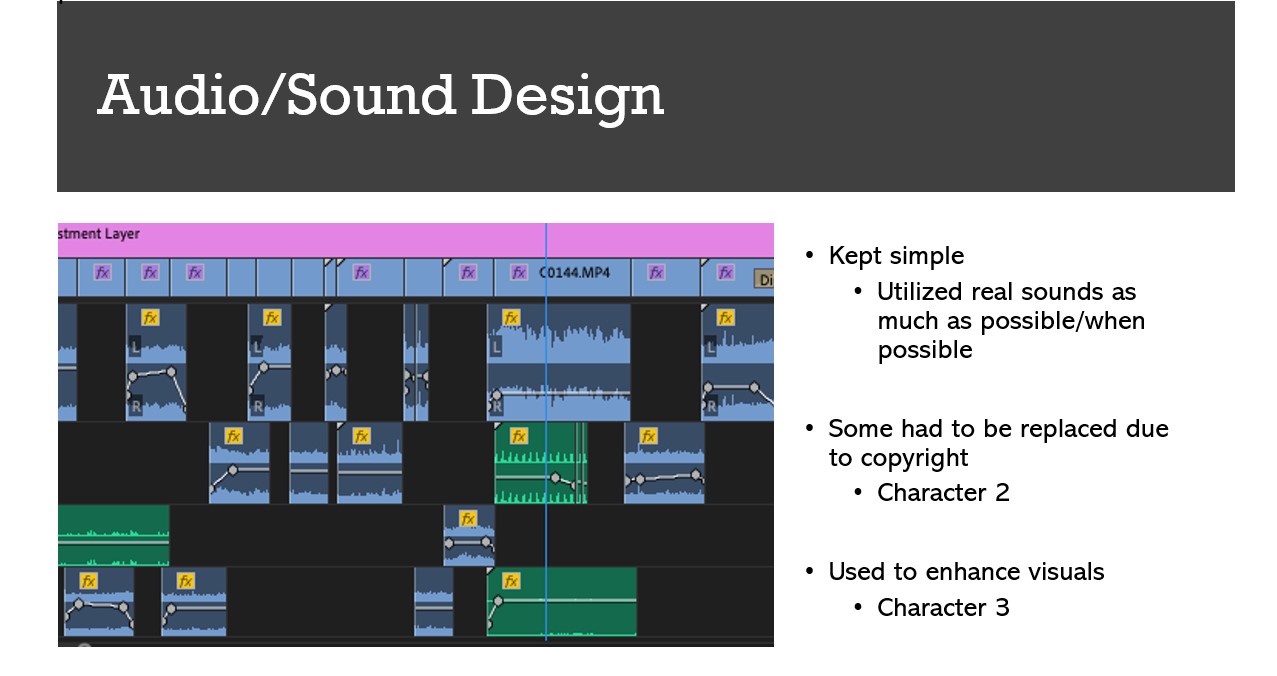 Audio/Sound Design
stment Layer
fx fx fx fx fx fx C0144.MP4 fx fx Di
fx fx fx fx
L L L L
R R R R
fx fx fx fx
fx
fx fx fx
• Kept simple
• Utilized real sounds as
much as possible/when
possible
• Some had to be replaced due
to copyright
• Character 2
• Used to enhance visuals
• Character 3